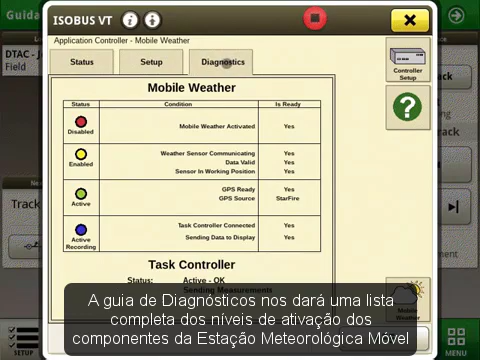 Guida
ISOBUS VT
Application Controller - Mobile Weather
Status Setup Diagnostics
Controller
Setup
DTAC - J
Field
Mobile Weather
Status Condition Is Ready
Disabled Mobile Weather Activated Yes
Enabled
Weather Sensor Communicating Yes
Data Valid Yes
Sensor In Working Position Yes
Active
GPS Ready Yes
GPS Source StarFire
Active
Recording
Task Controller Connected Yes
Sending Data to Display Yes
Track
Task Controller
Status: Active - OK
Sending Measurements
Mobile
Weather
A guia de Diagnósticos nos dará uma lista
completa dos níveis de ativação dos
componentes da Estação Meteorológica Móvel
SETUP
MENU